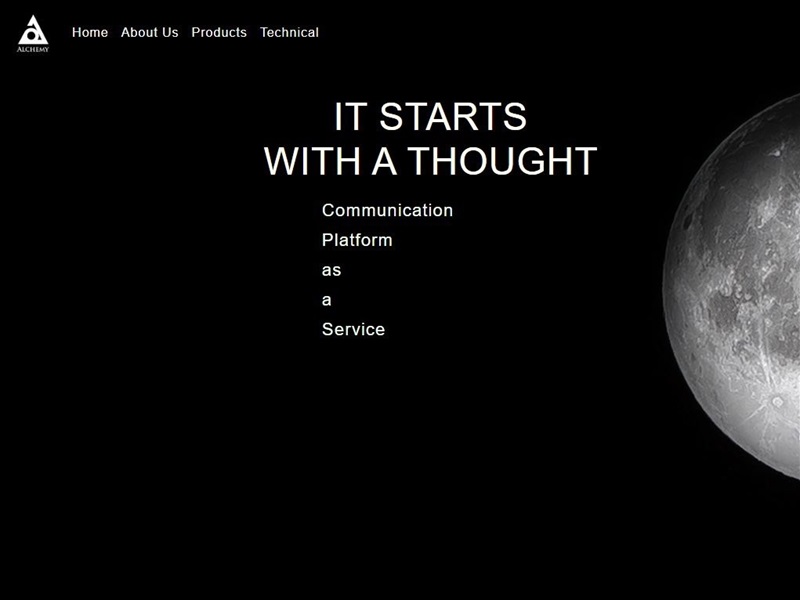 Alchemy
Home About Us Products Technical
IT STARTS
WITH A THOUGHT
Communication
Platform
as
a
Service